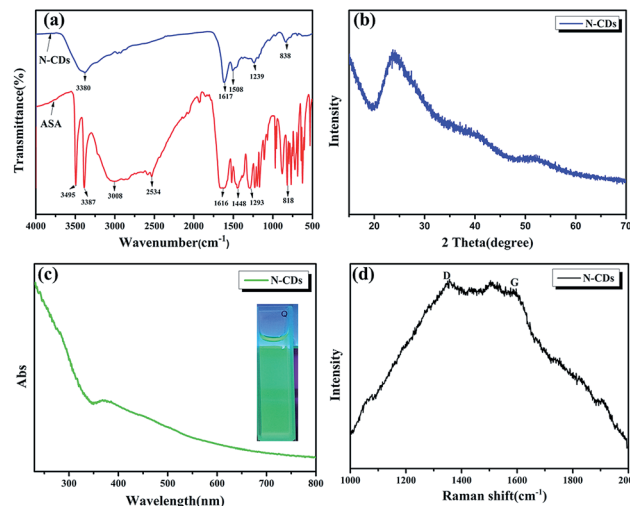 (a)
N-CDs
3380
1617
1508
1239
838
ASA
3495
3387
3008
2534
1616
1448
1293
818
Transmittance(%)
4000 3500 3000 2500 2000 1500 1000 500
Wavenumber(cm⁻¹)
(b)
N-CDs
Intensity
20 30 40 50 60 70
2 Theta(degree)
(c)
N-CDs
Abs
300 400 500 600 700 800
Wavelength(nm)
(d)
N-CDs
D
G
Intensity
1000 1200 1400 1600 1800 2000
Raman shift(cm⁻¹)